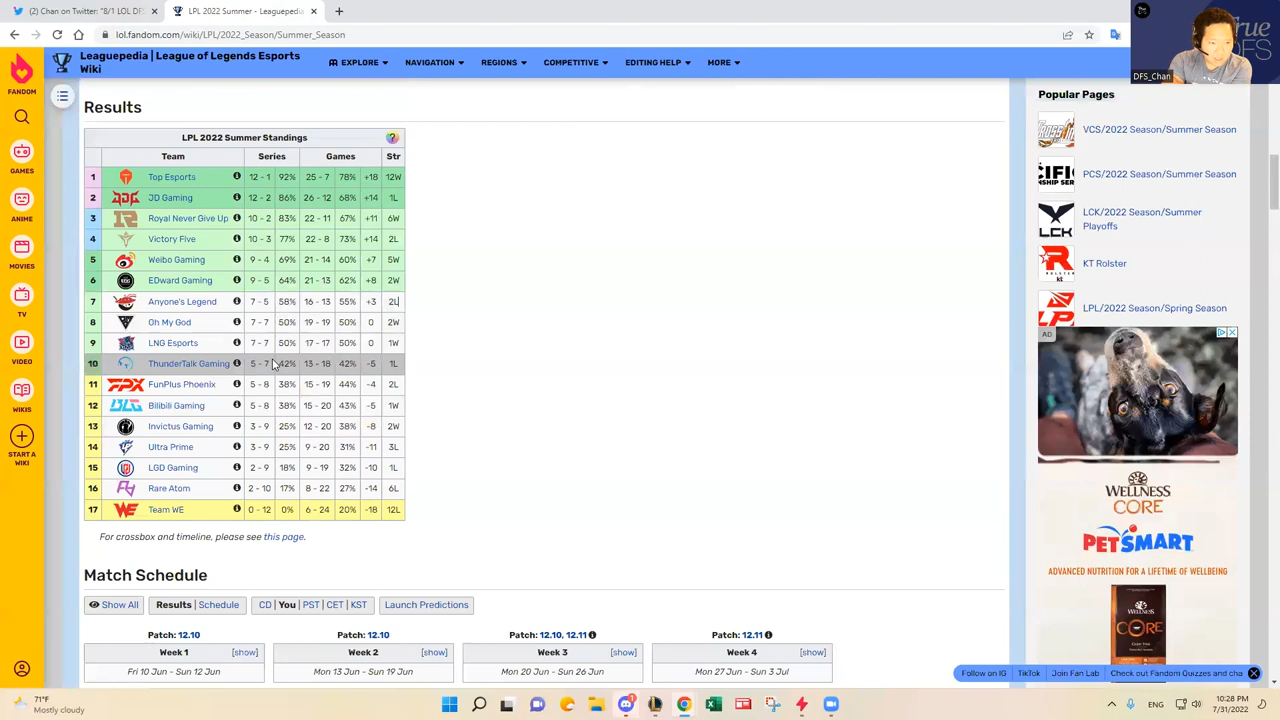 (2) Chan on Twitter: "8/1 LOL DFS
LPL 2022 Summer - Leaguepedia |
lol.fandom.com/wiki/LPL/2022_Season/Summer_Season
True
DFS
DFS_Chan
FANDOM
GAMES
ANIME
MOVIES
TV
VIDEO
WIKIS
START A
WIKI
Leaguepedia | League of Legends Esports
Wiki
EXPLORE
NAVIGATION
REGIONS
COMPETITIVE
EDITING HELP
MORE
Results
LPL 2022 Summer Standings
Team Series Games Str
1 Top Esports 12 - 1 92% 25 - 7 78% +18 12W
2 JD Gaming 12 - 2 86% 26 - 12 68% +14 1L
3 Royal Never Give Up 10 - 2 83% 22 - 11 67% +11 6W
4 Victory Five 10 - 3 77% 22 - 8 73% +14 2L
5 Weibo Gaming 9 - 4 69% 21 - 14 60% +7 5W
6 EDward Gaming 9 - 5 64% 21 - 13 62% +8 2W
7 Anyone's Legend 7 - 5 58% 16 - 13 55% +3 2L
8 Oh My God 7 - 7 50% 19 - 19 50% 0 2W
9 LNG Esports 7 - 7 50% 17 - 17 50% 0 1W
10 ThunderTalk Gaming 5 - 7 42% 13 - 18 42% -5 1L
11 FunPlus Phoenix 5 - 8 38% 15 - 19 44% -4 2L
12 Bilibili Gaming 5 - 8 38% 15 - 20 43% -5 1W
13 Invictus Gaming 3 - 9 25% 12 - 20 38% -8 2W
14 Ultra Prime 3 - 9 25% 9 - 20 31% -11 3L
15 LGD Gaming 2 - 9 18% 9 - 19 32% -10 1L
16 Rare Atom 2 - 10 17% 8 - 22 27% -14 6L
17 Team WE 0 - 12 0% 6 - 24 20% -18 12L
For crossbox and timeline, please see this page.
Match Schedule
Show All
Results | Schedule
CD | You | PST | CET | KST
Launch Predictions
Patch: 12.10
Patch: 12.10
Patch: 12.10, 12.11
Patch: 12.11
Week 1 [show]
Week 2 [show]
Week 3 [show]
Week 4 [show]
Fri 10 Jun - Sun 12 Jun
Mon 13 Jun - Sun 19 Jun
Mon 20 Jun - Sun 26 Jun
Mon 27 Jun - Sun 3 Jul
Popular Pages
VCS/2022 Season/Summer Season
PCS/2022 Season/Summer Season
LCK/2022 Season/Summer
Playoffs
KT Rolster
LPL/2022 Season/Spring Season
LCK
AD
WELLNESS
CORE
PETSMART
ADVANCED NUTRITION FOR A LIFETIME OF WELLBEING
WELLNESS
CORE
Follow on IG
TikTok
Join Fan Lab
Check out Fandom Quizzes and cha
71°F
Mostly cloudy
ENG
10:28 PM
7/31/2022